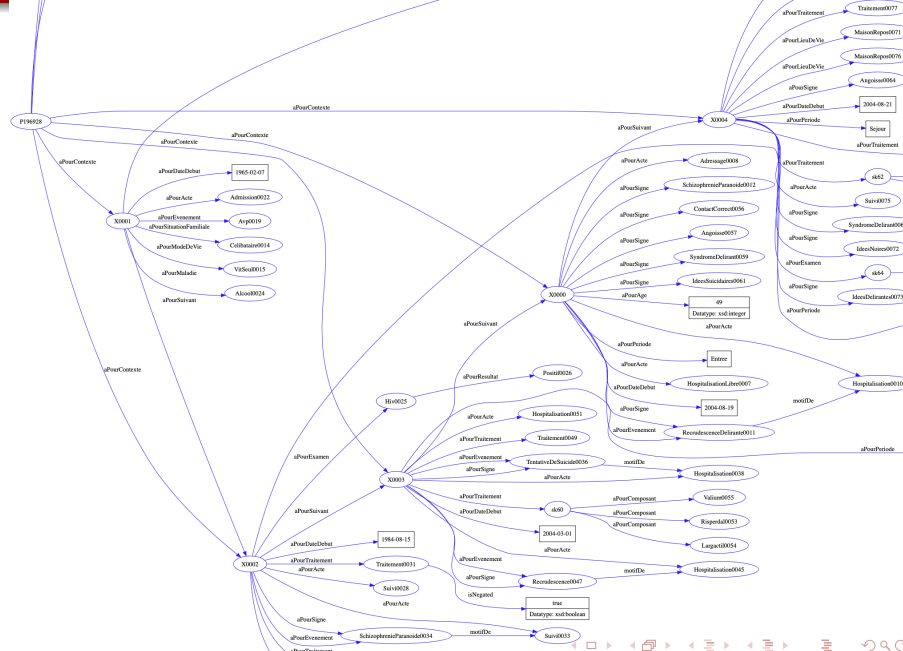 aPourTraitement
Traitement0077
aPourLieuDeVie
MaisonRepos0071
aPourLieuDeVie
MaisonRepos0076
aPourSigne
Angoisse0064
aPourDateDebut
2004-08-21
aPourPeriode
Sejour
aPourTraitement
P196928
aPourContexte
aPourContexte
aPourContexte
aPourContexte
aPourContexte
X0004
aPourSuivant
aPourTraitement
sk62
aPourActe
Suivi0075
aPourSigne
aPourSigne
IdeesNoires0072
aPourExamen
sk64
aPourSigne
IdeesDelirantes0073
aPourPeriode
X0001
aPourDateDebut
1965-02-07
aPourActe
Admission0022
aPourEvenement
Avp0019
aPourSituationFamiliale
Celibataire0014
aPourModeDeVie
VitSeul0015
aPourMaladie
Alcool0024
aPourSuivant
X0000
aPourActe
Adressage0008
aPourSigne
SchizophrenieParanoide0012
aPourSigne
ContactCorrect0056
aPourSigne
Angoisse0057
aPourSigne
SyndromeDelirant0059
aPourSigne
IdeesSuicidaires0061
aPourAge
49
Datatype: xsd:integer
aPourActe
aPourPeriode
Entree
aPourActe
HospitalisationLibre0007
aPourDateDebut
2004-08-19
aPourSigne
aPourEvenement
RecrudescenceDelirante0011
motifDe
Hospitalisation0010
aPourPeriode
aPourSuivant
aPourResultat
Positif0026
Hiv0025
aPourExamen
X0003
aPourActe
Hospitalisation0051
aPourTraitement
Traitement0049
aPourEvenement
aPourSigne
TentativeDeSuicide0036
motifDe
aPourActe
Hospitalisation0038
aPourTraitement
sk60
aPourComposant
Valium0055
aPourComposant
Risperdal0053
aPourComposant
Largactil0054
aPourDateDebut
2004-03-01
aPourActe
aPourEvenement
aPourSigne
Recrudescence0047
motifDe
Hospitalisation0045
aPourSuivant
X0002
aPourDateDebut
1984-08-15
aPourTraitement
Traitement0031
aPourActe
Suivi0028
isNegated
true
Datatype: xsd:boolean
aPourActe
aPourSigne
aPourEvenement
SchizophrenieParanoide0034
motifDe
Suivi0033